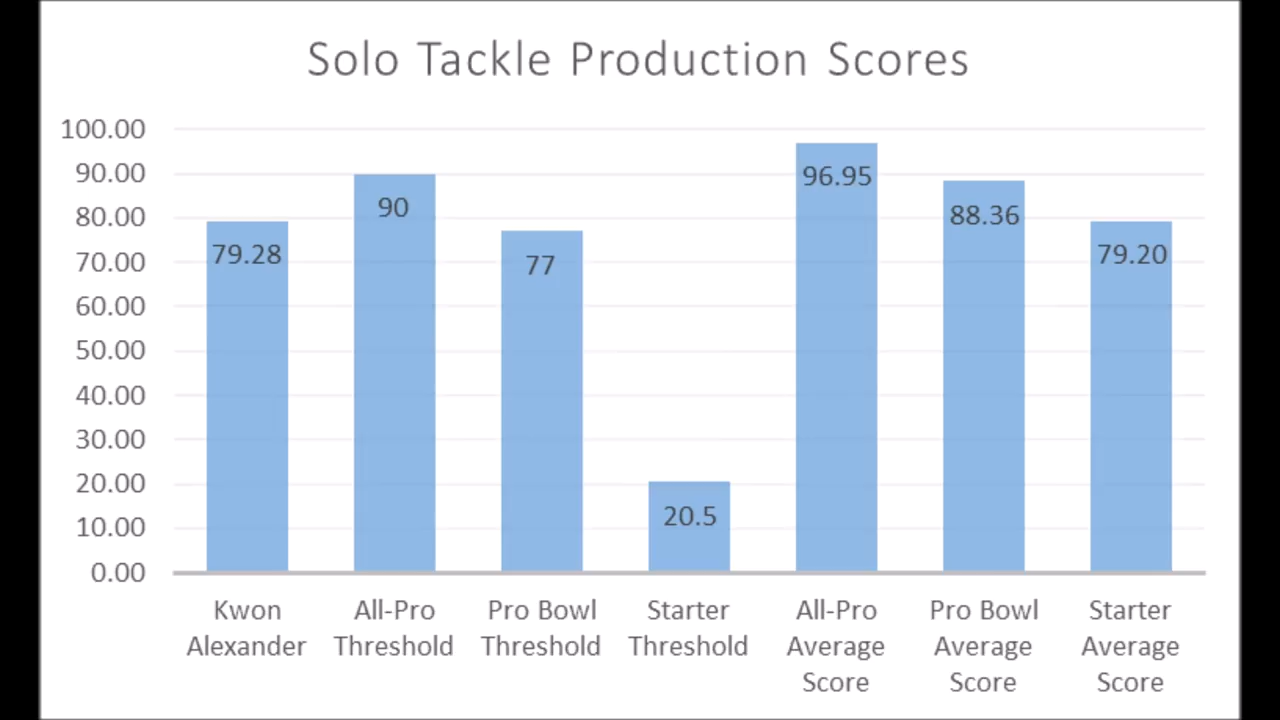 Solo Tackle Production Scores
100.00
90.00
80.00
70.00
60.00
50.00
40.00
30.00
20.00
10.00
0.00
79.28
90
77
20.5
96.95
88.36
79.20
Kwon
Alexander
All-Pro
Threshold
Pro Bowl
Threshold
Starter
Threshold
All-Pro
Average
Score
Pro Bowl
Average
Score
Starter
Average
Score